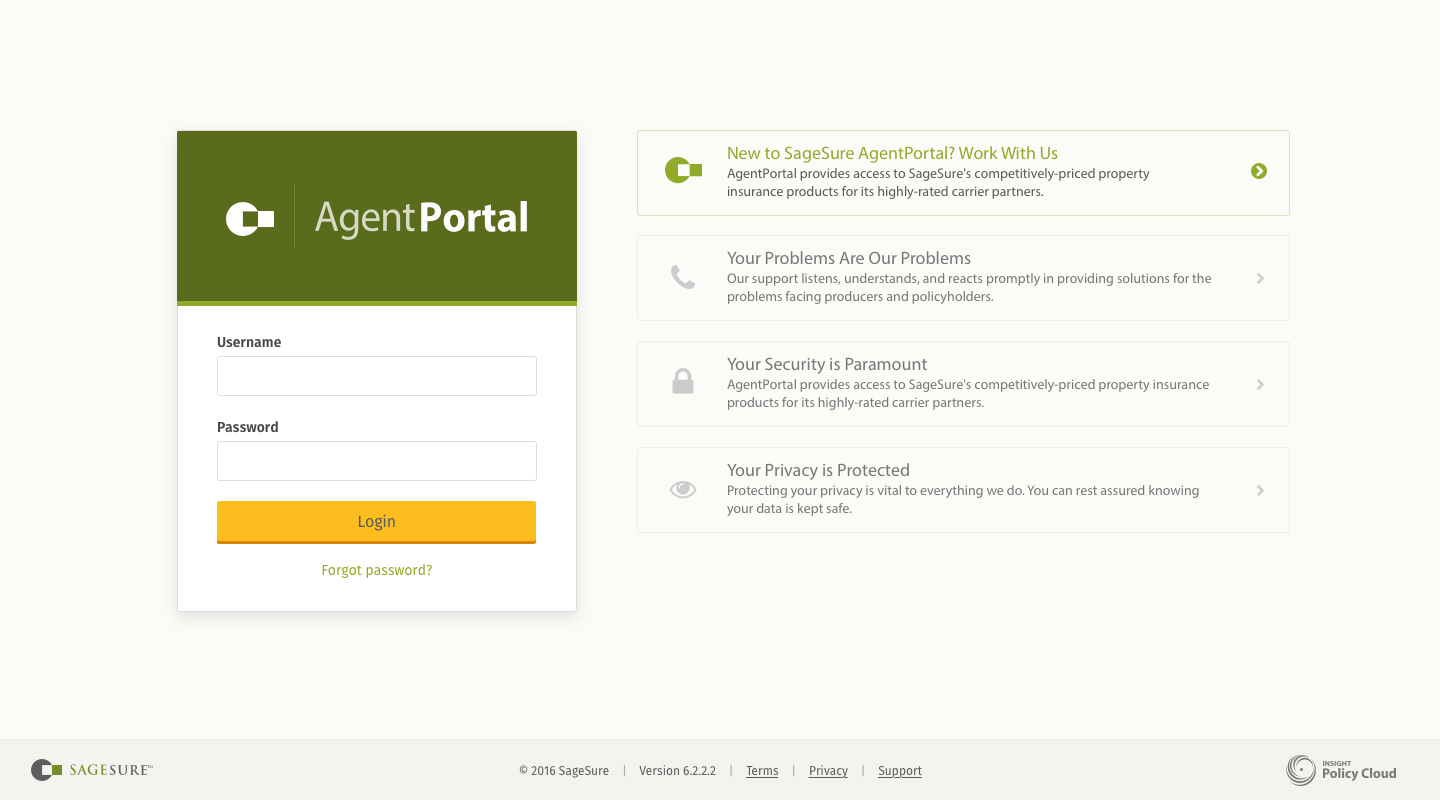 Agent Portal
Username
Password
Login
Forgot password?
New to SageSure AgentPortal? Work With Us
AgentPortal provides access to SageSure's competitively-priced property
insurance products for its highly-rated carrier partners.
Your Problems Are Our Problems
Our support listens, understands, and reacts promptly in providing solutions for the
problems facing producers and policyholders.
Your Security is Paramount
AgentPortal provides access to SageSure's competitively-priced property insurance
products for its highly-rated carrier partners.
Your Privacy is Protected
Protecting your privacy is vital to everything we do. You can rest assured knowing
your data is kept safe.
SAGESURE™
© 2016 SageSure | Version 6.2.2.2 | Terms | Privacy | Support
INSIGHT
Policy Cloud